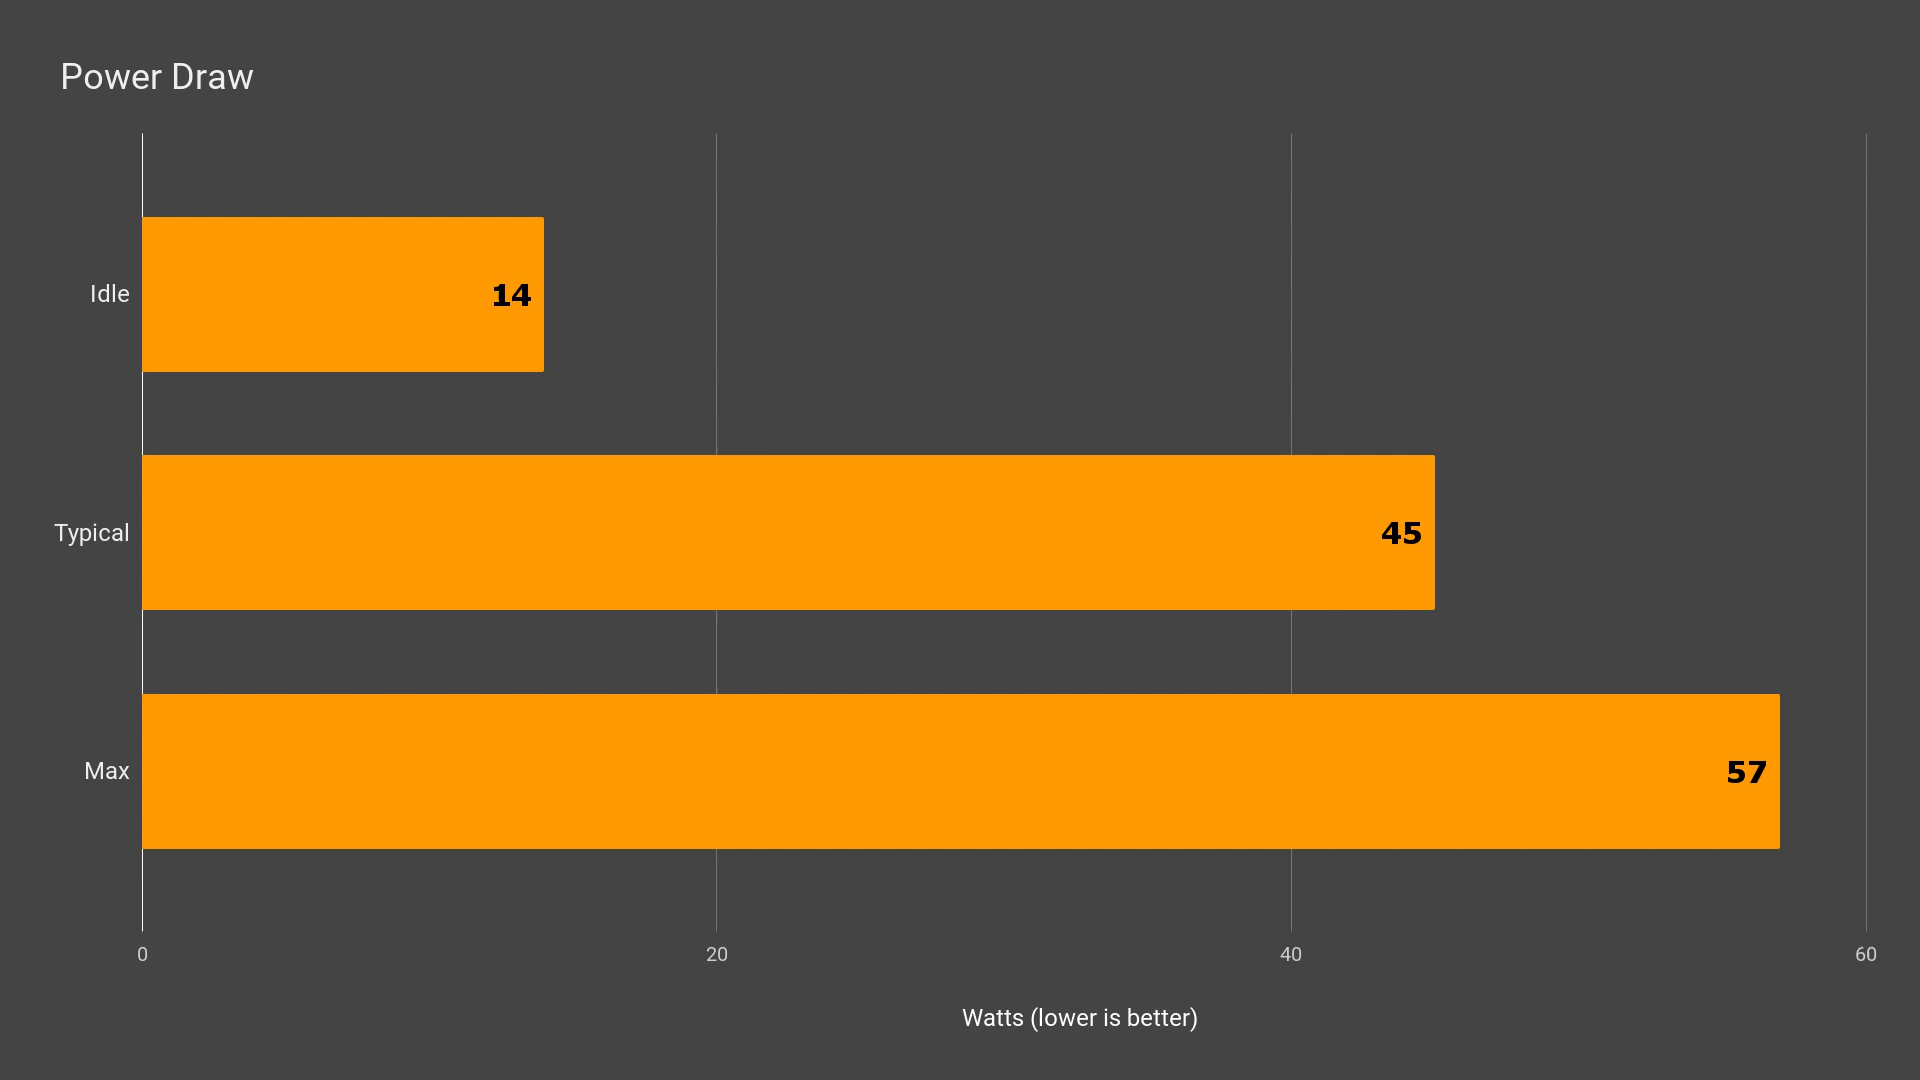 Power Draw
Idle
14
Typical
45
Max
57
0 20 40 60
Watts (lower is better)